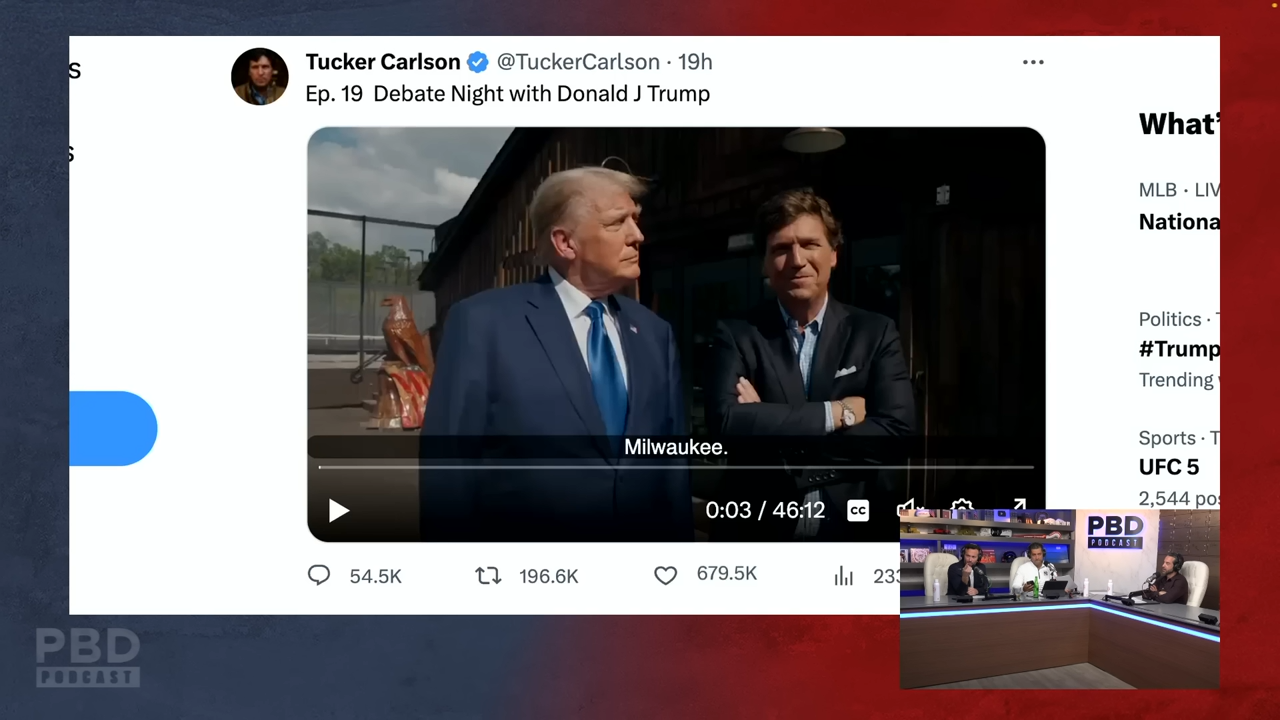 s
Tucker Carlson @TuckerCarlson · 19h
Ep. 19 Debate Night with Donald J Trump
s
What'
MLB · LIV
Nationa
Politics · T
#Trump
Trending
Sports · T
UFC 5
2,544 pos
Milwaukee.
0:03 / 46:12
CC
54.5K
196.6K
679.5K
233
PBD
PODCAST
PBD
PODCAST